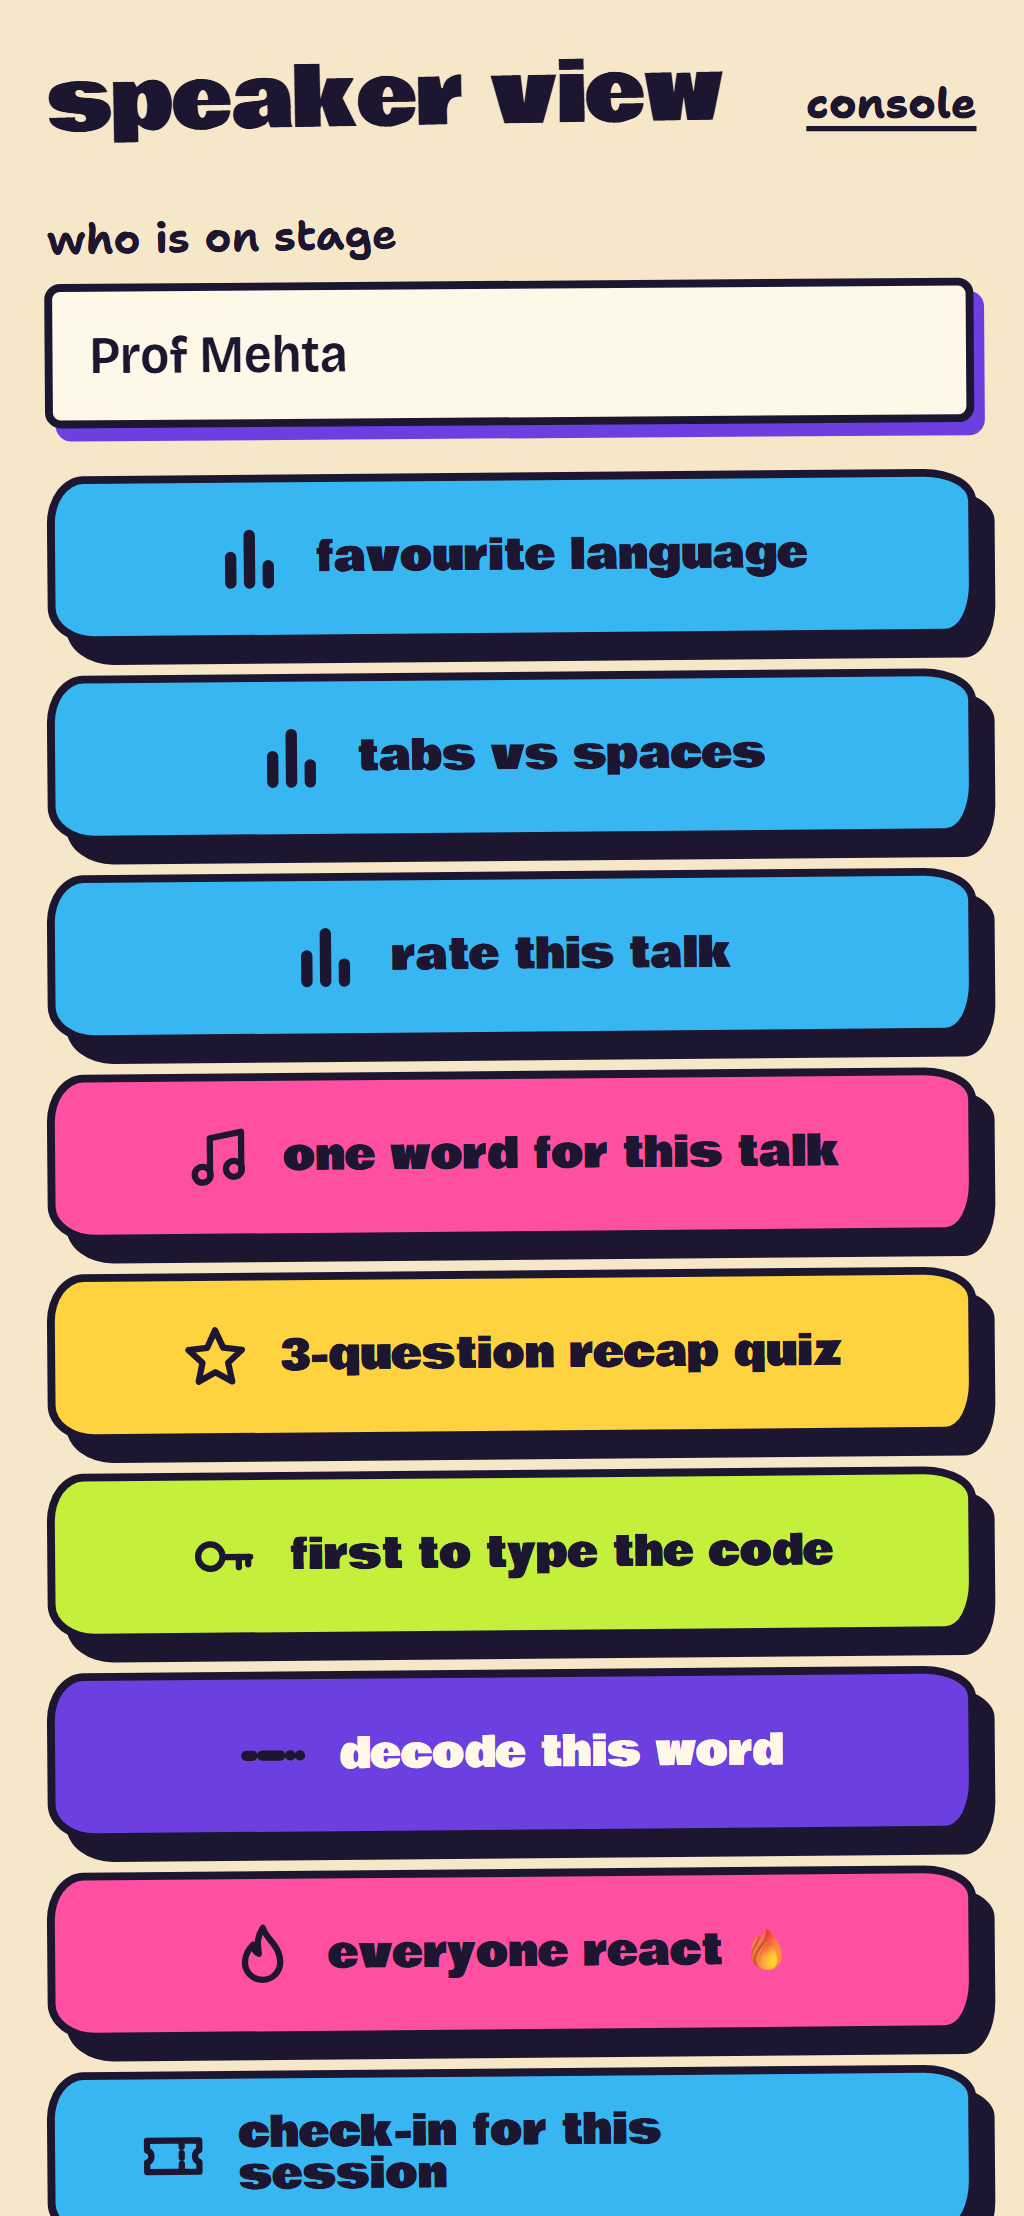 speaker view
console
who is on stage
Prof Mehta
favourite language
tabs vs spaces
rate this talk
one word for this talk
3-question recap quiz
first to type the code
decode this word
everyone react 🔥
check-in for this
session